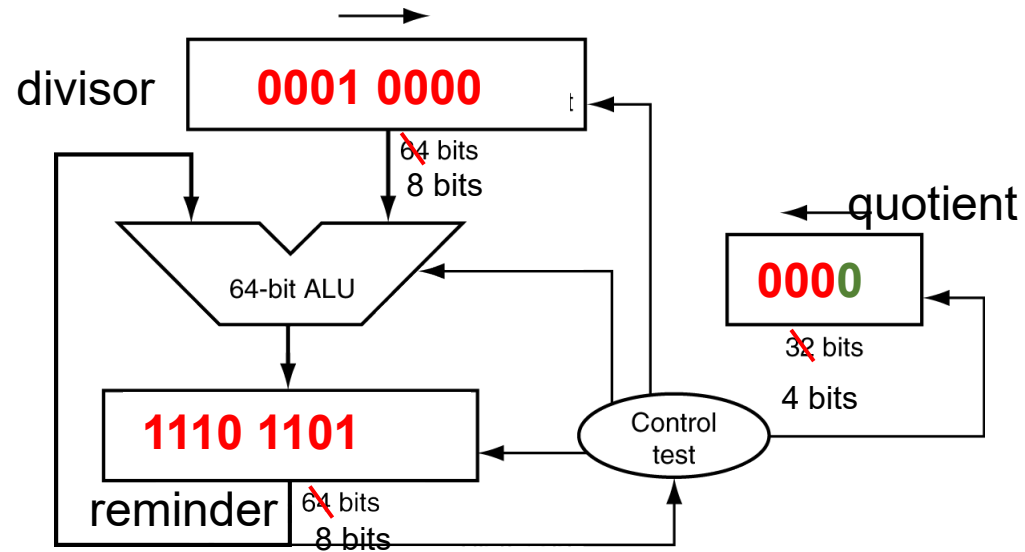 divisor
0001 0000
t
64 bits
8 bits
quotient
0000
32 bits
4 bits
64-bit ALU
1110 1101
Control
test
reminder
64 bits
8 bits